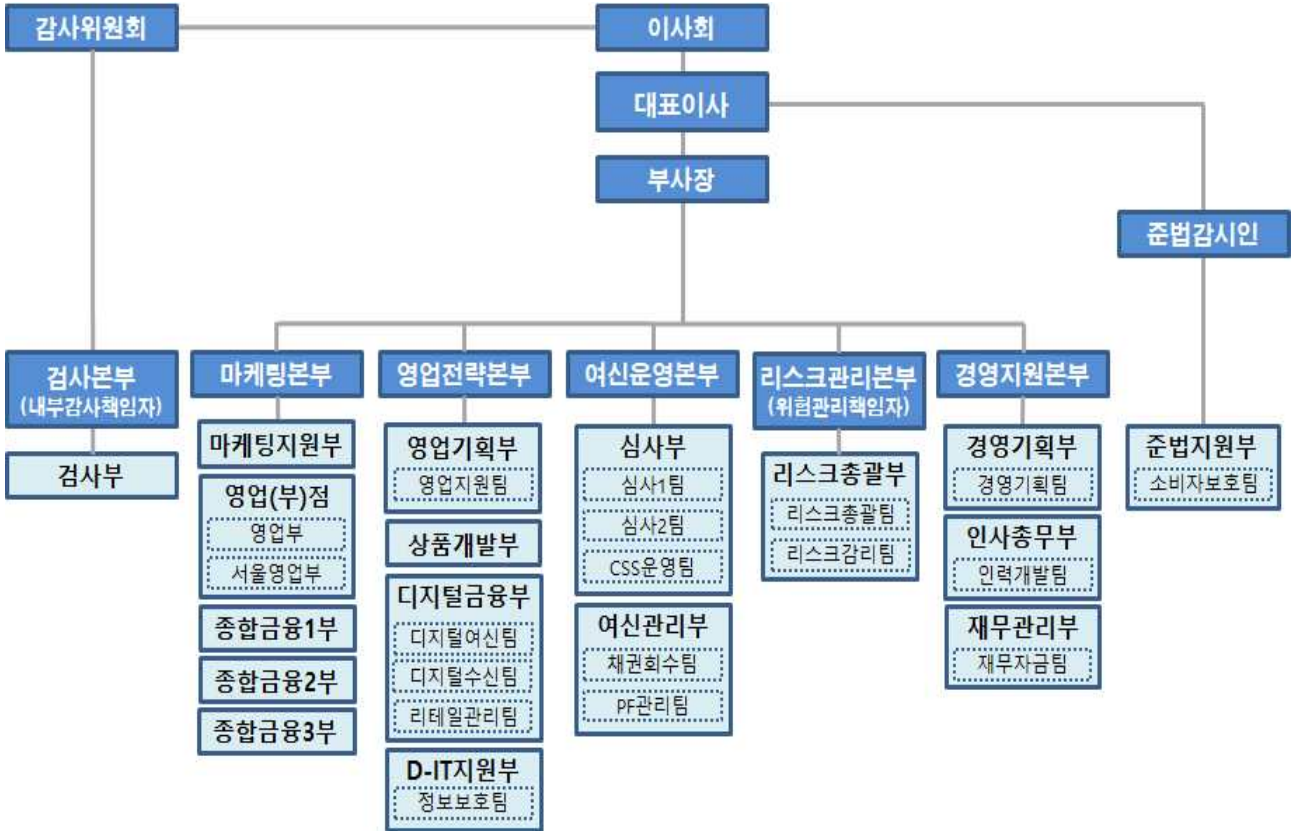 감사위원회
이사회
대표이사
부사장
준법감시인
검사본부
(내부감사책임자)
검사부
마케팅본부
마케팅지원부
영업(부)점
영업부
서울영업부
종합금융1부
종합금융2부
종합금융3부
영업전략본부
영업기획부
영업지원팀
상품개발부
디지털금융부
디지털여신팀
디지털수신팀
리테일관리팀
D-IT지원부
정보보호팀
여신운영본부
심사부
심사1팀
심사2팀
CSS운영팀
여신관리부
채권회수팀
PF관리팀
리스크관리본부
(위험관리책임자)
리스크총괄부
리스크총괄팀
리스크감리팀
경영지원본부
경영기획부
경영기획팀
인사총무부
인력개발팀
재무관리부
재무자금팀
준법지원부
소비자보호팀